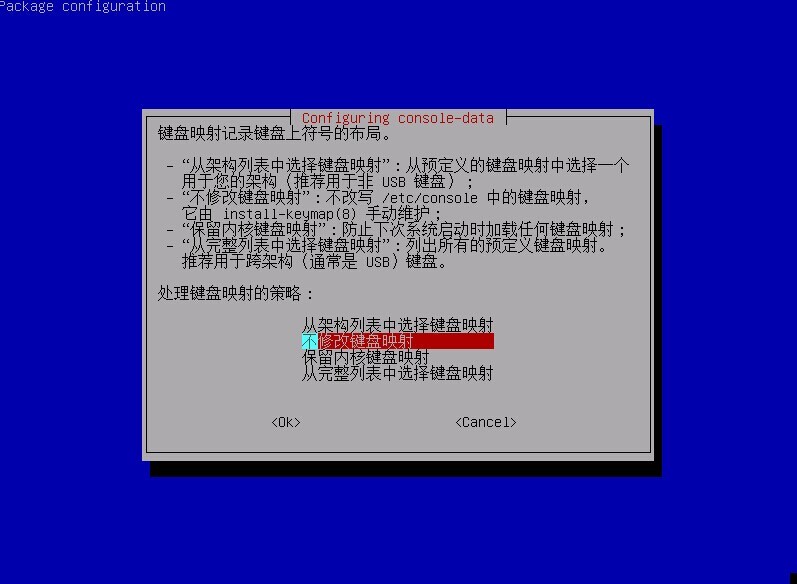 Package configuration
Configuring console-data
键盘映射记录键盘上符号的布局。
- “从架构列表中选择键盘映射”：从预定义的键盘映射中选择一个
用于您的架构（推荐用于非 USB 键盘）；
- “不修改键盘映射”：不改写 /etc/console 中的键盘映射，
它由 install-keymap(8) 手动维护；
- “保留内核键盘映射”：防止下次系统启动时加载任何键盘映射；
- “从完整列表中选择键盘映射”：列出所有的预定义键盘映射。
推荐用于跨架构（通常是 USB）键盘。
处理键盘映射的策略：
从架构列表中选择键盘映射
不修改键盘映射
保留内核键盘映射
从完整列表中选择键盘映射
<Ok> <Cancel>